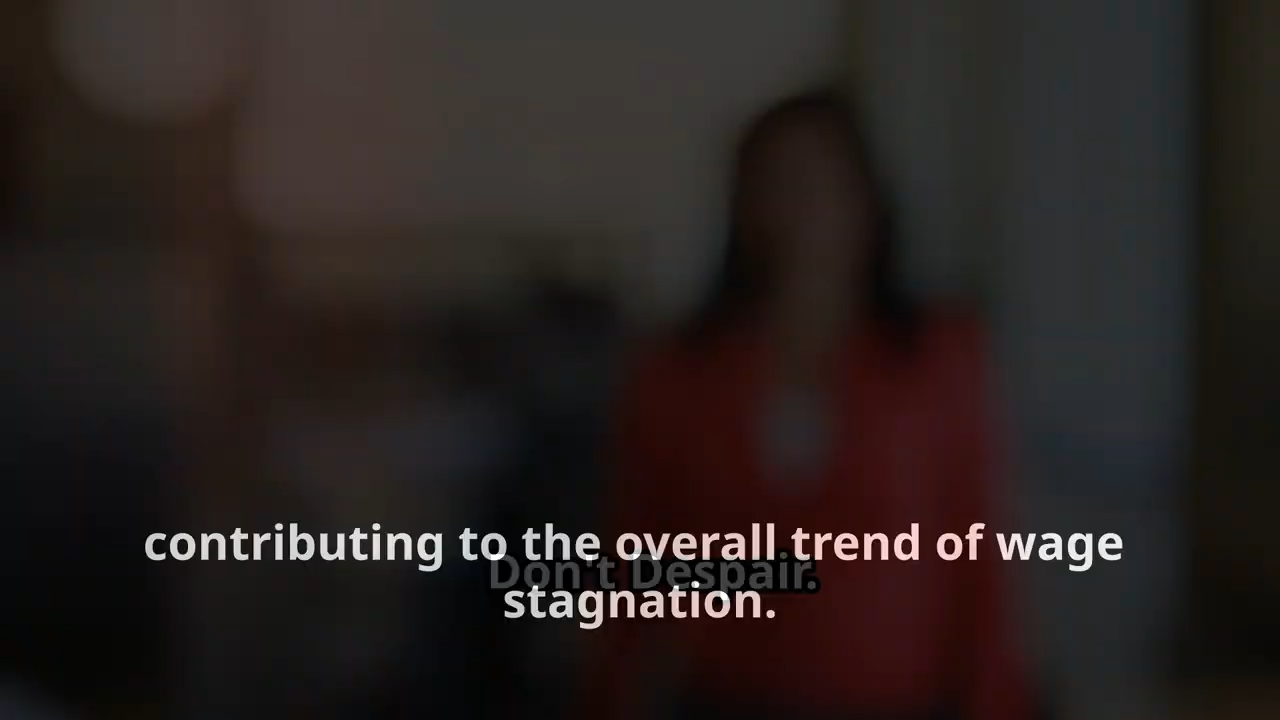 contributing to the overall trend of wage
Don't Despair.
stagnation.